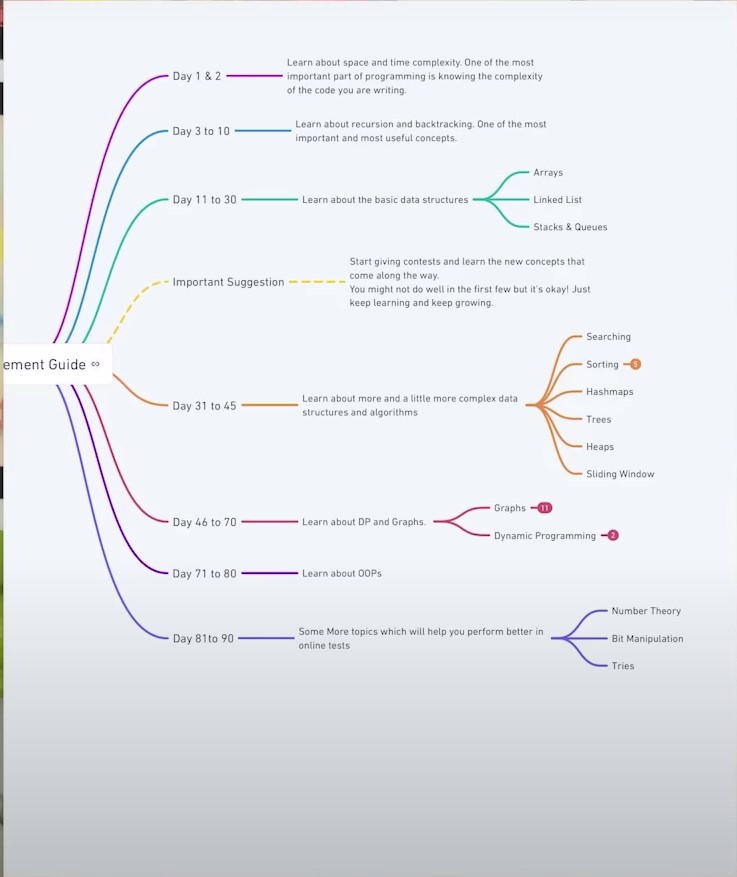 Day 1 & 2
Learn about space and time complexity. One of the most
important part of programming is knowing the complexity
of the code you are writing.
Day 3 to 10
Learn about recursion and backtracking. One of the most
important and most useful concepts.
Day 11 to 30
Learn about the basic data structures
Arrays
Linked List
Stacks & Queues
Important Suggestion
Start giving contests and learn the new concepts that
come along the way.
You might not do well in the first few but it's okay! Just
keep learning and keep growing.
ement Guide
Day 31 to 45
Learn about more and a little more complex data
structures and algorithms
Searching
Sorting 5
Hashmaps
Trees
Heaps
Sliding Window
Day 46 to 70
Learn about DP and Graphs.
Graphs 11
Dynamic Programming 2
Day 71 to 80
Learn about OOPs
Day 81to 90
Some More topics which will help you perform better in
online tests
Number Theory
Bit Manipulation
Tries